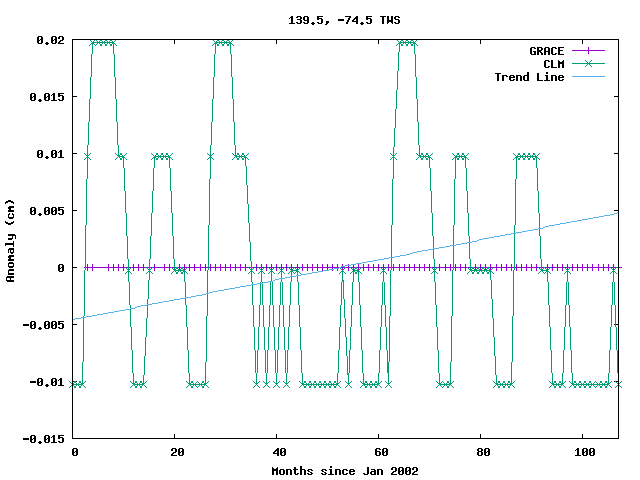 139.5, -74.5 TWS
0.02
0.015
0.01
0.005
0
-0.005
-0.01
-0.015
Anomaly (cm)
GRACE
CLM
Trend Line
0 20 40 60 80 100
Months since Jan 2002